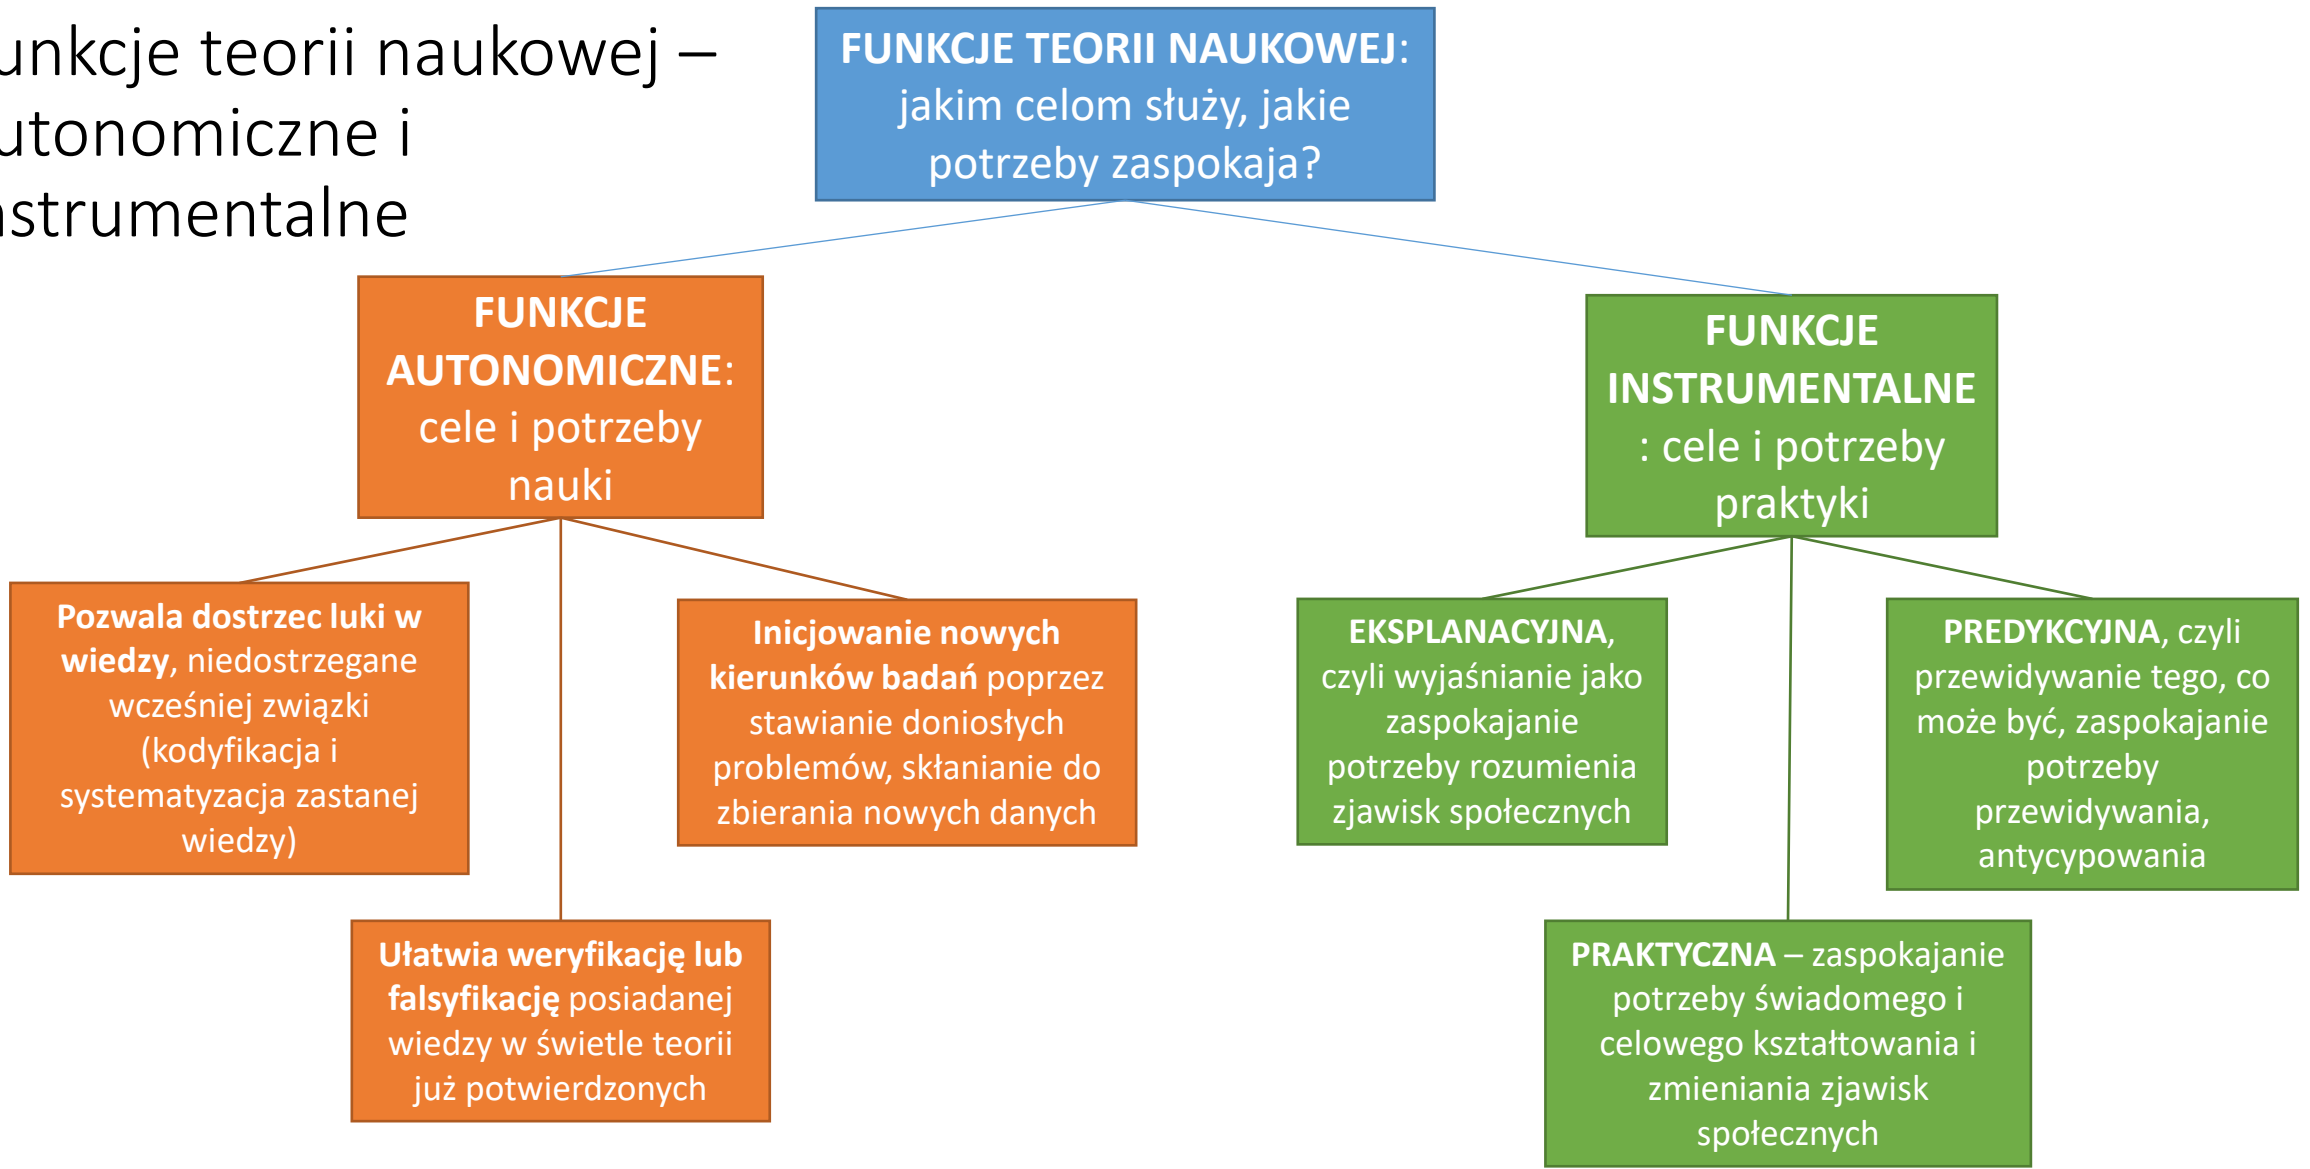 unkcje teorii naukowej –
utonomiczne i
nstrumentalne
FUNKCJE TEORII NAUKOWEJ:
jakim celom służy, jakie
potrzeby zaspokaja?
FUNKCJE
AUTONOMICZNE:
cele i potrzeby
nauki
FUNKCJE
INSTRUMENTALNE
: cele i potrzeby
praktyki
Pozwala dostrzec luki w
wiedzy, niedostrzegane
wcześniej związki
(kodyfikacja i
systematyzacja zastanej
wiedzy)
Inicjowanie nowych
kierunków badań poprzez
stawianie doniosłych
problemów, skłanianie do
zbierania nowych danych
Ułatwia weryfikację lub
falsyfikację posiadanej
wiedzy w świetle teorii
już potwierdzonych
EKSPLANACYJNA,
czyli wyjaśnianie jako
zaspokajanie
potrzeby rozumienia
zjawisk społecznych
PREDYKCYJNA, czyli
przewidywanie tego, co
może być, zaspokajanie
potrzeby
przewidywania,
antycypowania
PRAKTYCZNA – zaspokajanie
potrzeby świadomego i
celowego kształtowania i
zmieniania zjawisk
społecznych